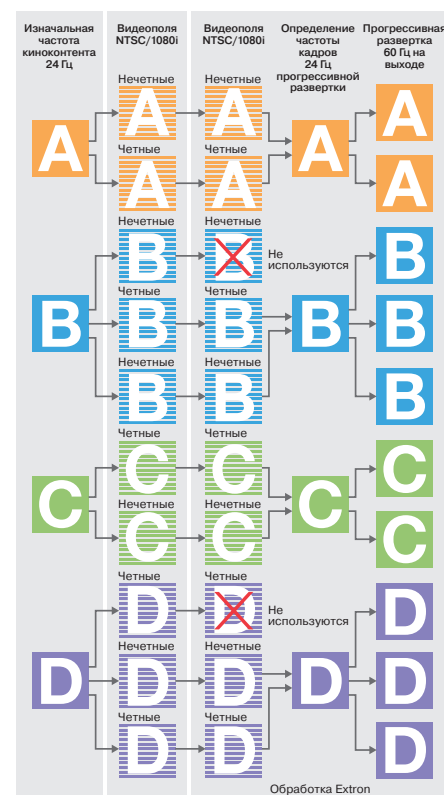 Изначальная
частота
киноконтента
24 Гц
Видеополя
NTSC/1080i
Видеополя
NTSC/1080i
Определение
частоты
кадров
24 Гц
прогрессивной
развертки
Прогрессивная
развертка
60 Гц на
выходе
Нечетные
Нечетные
A
A
A
A
Четные
Четные
A
A
A
A
Нечетные
Нечетные
B
B
Не
используются
B
Четные
Четные
B
B
B
B
B
Нечетные
Нечетные
B
B
B
Четные
Четные
C
C
C
C
C
Нечетные
Нечетные
C
C
C
Четные
Четные
D
D
Не
используются
D
Нечетные
Нечетные
D
D
D
D
D
Четные
Четные
D
D
D
Обработка Extron